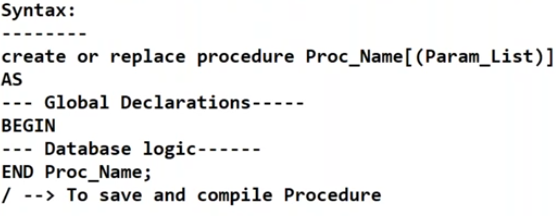 Syntax:
--------
create or replace procedure Proc_Name[(Param_List)]
AS
--- Global Declarations-----
BEGIN
--- Database logic------
END Proc_Name;
/ --> To save and compile Procedure